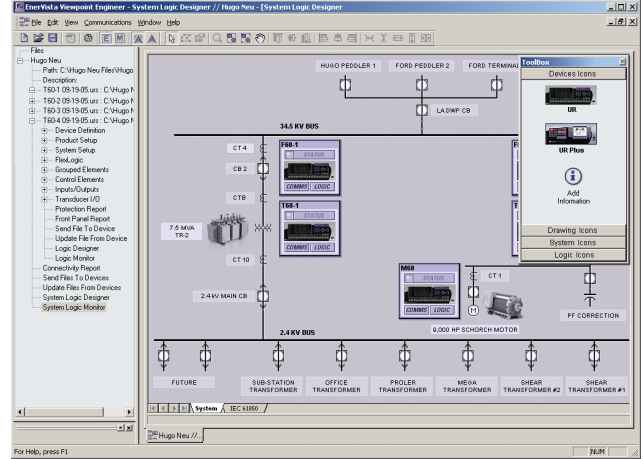 EnerVista Viewpoint Engineer - System Logic Designer // Hugo Neu - [System Logic Designer
File Edit View Communications Window Help
Files
Hugo Neu
Path: C:\Hugo Neu Files\Hugo
Description:
T60-1 09-19-05.urs : C:\Hugo N
T60-2 09-19-05.urs : C:\Hugo N
T60-3 09-19-05.urs : C:\Hugo N
T60-4 09-19-05.urs : C:\Hugo N
Device Definition
Product Setup
System Setup
FlexLogic
Grouped Elements
Control Elements
Inputs/Outputs
Transducer I/O
Protection Report
Front Panel Report
Send File To Device
Update File From Device
Logic Designer
Logic Monitor
Connectivity Report
Send Files To Devices
Update Files From Devices
System Logic Designer
System Logic Monitor
HUGO PEDDLER 1
FORD PEDDLER 2
FORD TERMINAL
LADWP CB
34.5 KV BUS
CT 4
CB 2
CTB
7.5 MVA
TR-2
CT 10
2.4 kV MAIN CB
2.4 KV BUS
F60-1
STATUS
COMMS LOGIC
T60-1
STATUS
COMMS LOGIC
M60
STATUS
COMMS LOGIC
CT 1
M
9,000 HP SCHORCH MOTOR
PF CORRECTION
FUTURE
SUB-STATION
TRANSFORMER
OFFICE
TRANSFORMER
PROLER
TRANSFORMER
MEGA
TRANSFORMER
SHEAR
TRANSFORMER #2
SHEAR
TRANSFORMER #1
ToolBox
Devices Icons
UR
UR Plus
Add
Information
Drawing Icons
System Icons
Logic Icons
System
IEC 61850
Hugo Neu //...
For Help, press F1
NUM